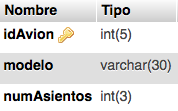 Nombre Tipo
idAvion int(5)
modelo varchar(30)
numAsientos int(3)